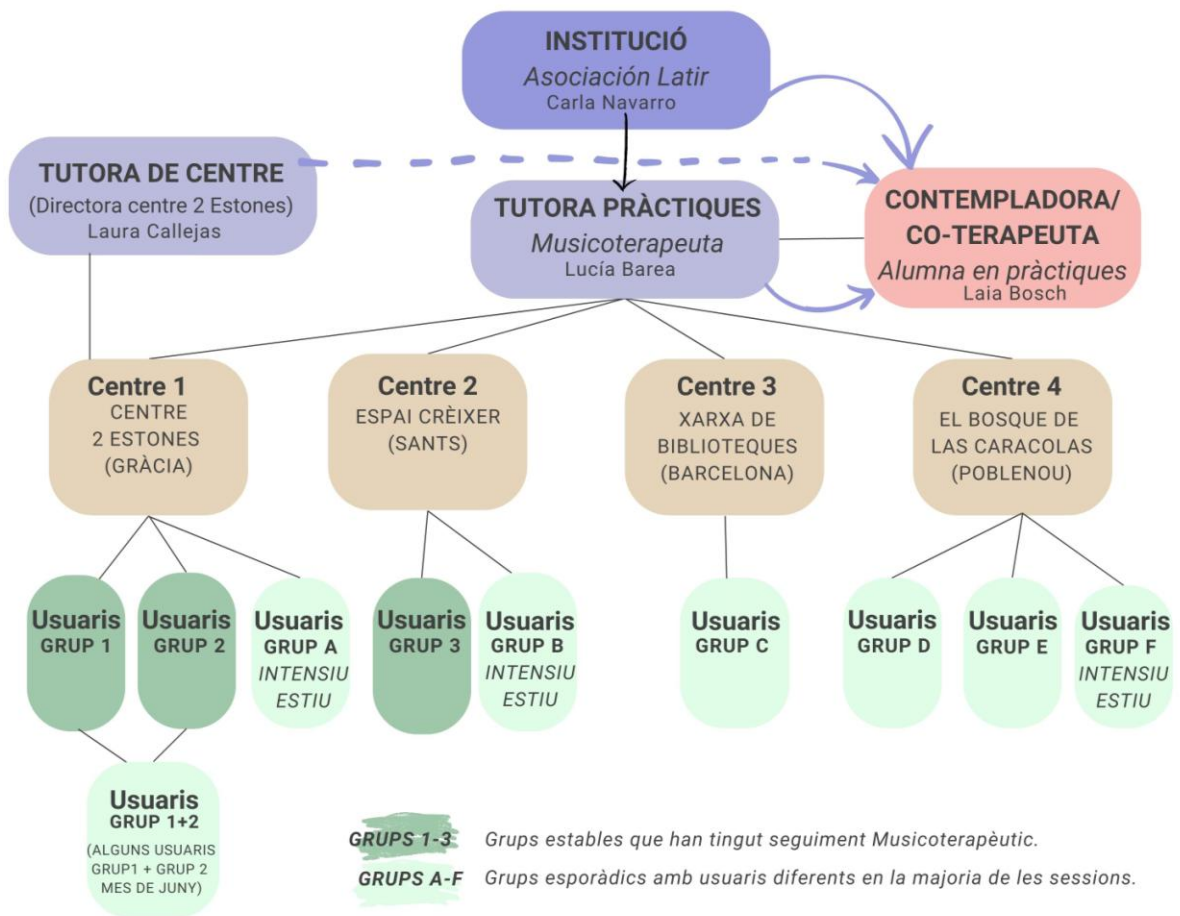 INSTITUCIÓ
Asociación Latir
Carla Navarro
TUTORA DE CENTRE
(Directora centre 2 Estones)
Laura Callejas
TUTORA PRÀCTIQUES
Musicoterapeuta
Lucía Barea
CONTEMPLADORA/
CO-TERAPEUTA
Alumna en pràctiques
Laia Bosch
Centre 1
CENTRE
2 ESTONES
(GRÀCIA)
Centre 2
ESPAI CRÈIXER
(SANTS)
Centre 3
XARXA DE
BIBLIOTEQUES
(BARCELONA)
Centre 4
EL BOSQUE DE
LAS CARACOLAS
(POBLENOU)
Usuaris
GRUP 1
Usuaris
GRUP 2
Usuaris
GRUP A
INTENSIU
ESTIU
Usuaris
GRUP 3
Usuaris
GRUP B
INTENSIU
ESTIU
Usuaris
GRUP C
Usuaris
GRUP D
Usuaris
GRUP E
Usuaris
GRUP F
INTENSIU
ESTIU
Usuaris
GRUP 1+2
(ALGUNS USUARIS
GRUP1 + GRUP 2
MES DE JUNY)
GRUPS 1-3 Grups estables que han tingut seguiment Musicoterapèutic.
GRUPS A-F Grups esporàdics amb usuaris diferents en la majoria de les sessions.